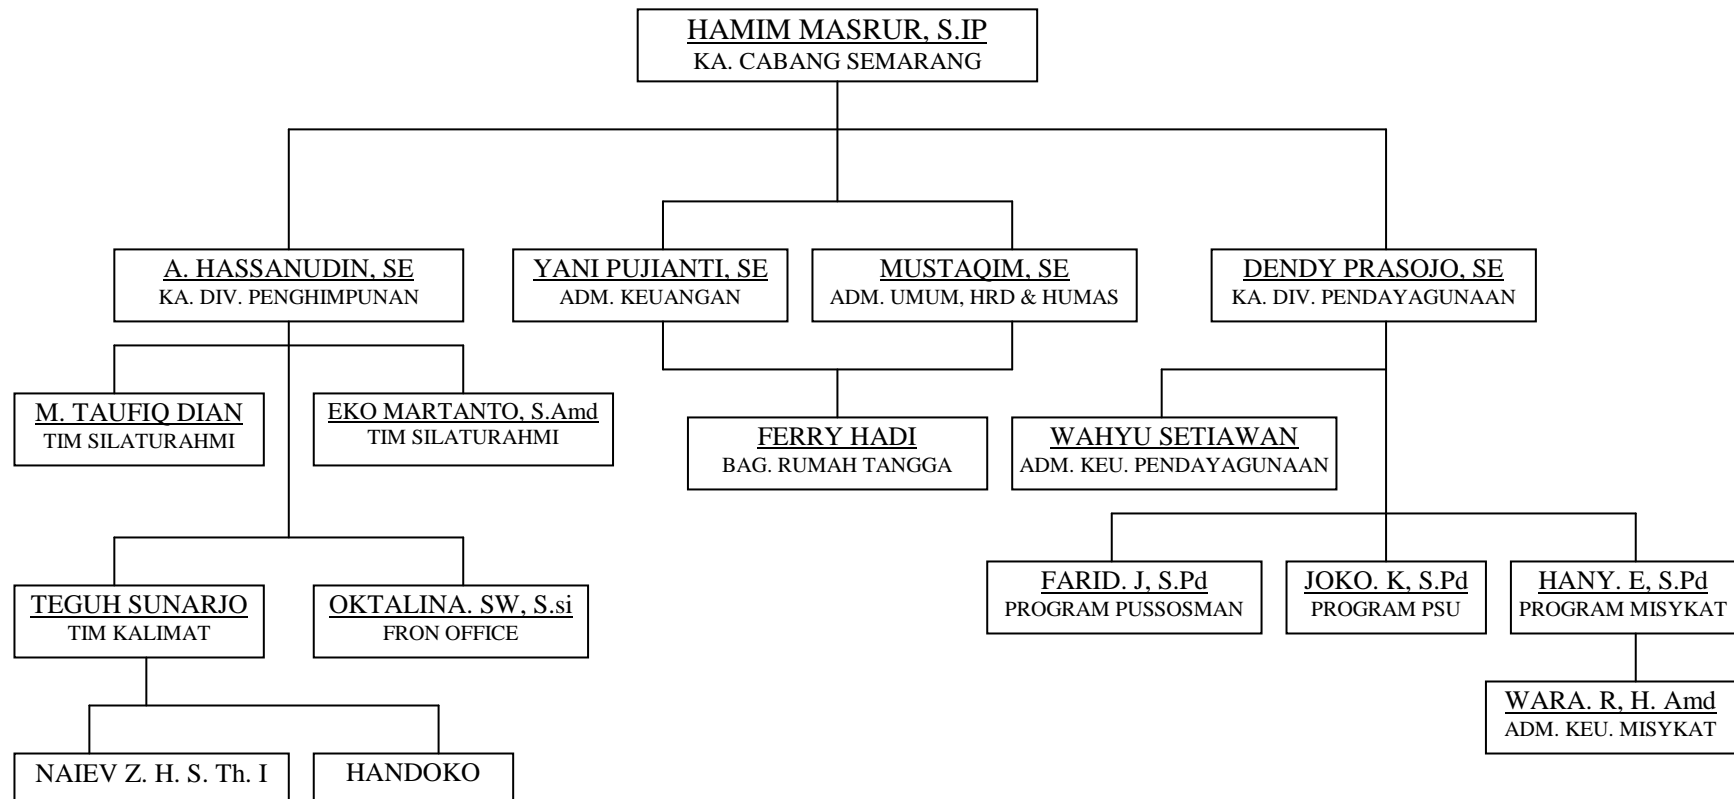 HAMIM MASRUR, S.IP
KA. CABANG SEMARANG
A. HASSANUDIN, SE
KA. DIV. PENGHIMPUNAN
YANI PUJIANTI, SE
ADM. KEUANGAN
MUSTAQIM, SE
ADM. UMUM, HRD & HUMAS
DENDY PRASOJO, SE
KA. DIV. PENDAYAGUNAAN
M. TAUFIQ DIAN
TIM SILATURAHMI
EKO MARTANTO, S.Amd
TIM SILATURAHMI
FERRY HADI
BAG. RUMAH TANGGA
WAHYU SETIAWAN
ADM. KEU. PENDAYAGUNAAN
TEGUH SUNARJO
TIM KALIMAT
OKTALINA. SW, S.si
FRON OFFICE
FARID. J, S.Pd
PROGRAM PUSSOSMAN
JOKO. K, S.Pd
PROGRAM PSU
HANY. E, S.Pd
PROGRAM MISYKAT
WARA. R, H. Amd
ADM. KEU. MISYKAT
NAIEV Z. H. S. Th. I
HANDOKO